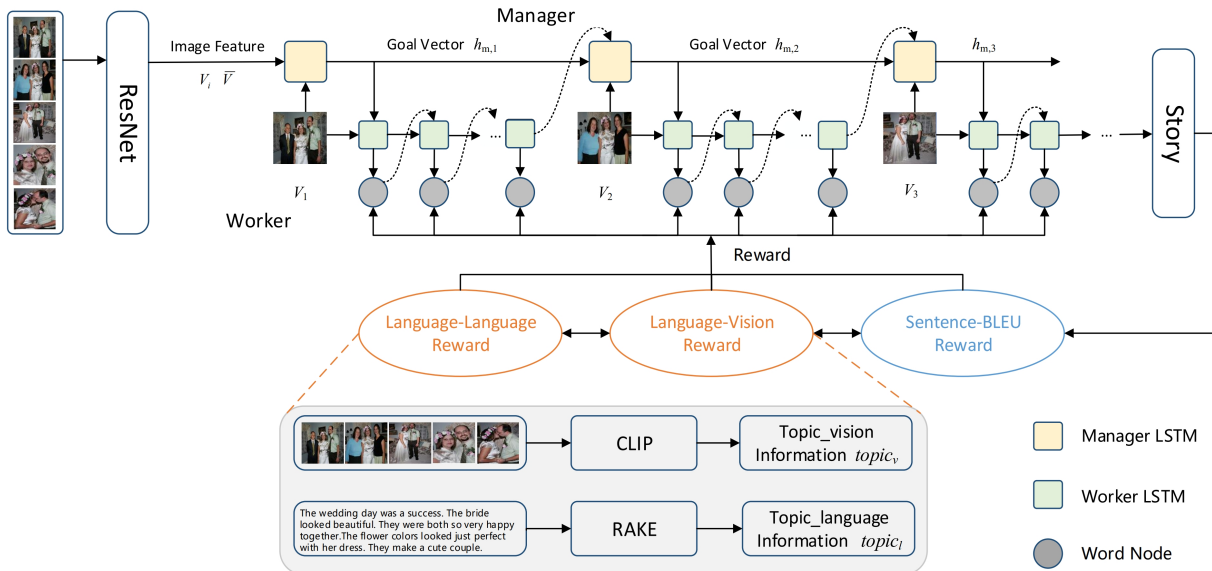 Manager
Image Feature
V_i V̅
ResNet
Goal Vector h_{m,1}
Goal Vector h_{m,2}
h_{m,3}
...
...
...
Story
V_1
V_2
V_3
Worker
Reward
Language-Language
Reward
Language-Vision
Reward
Sentence-BLEU
Reward
CLIP
Topic_vision
Information topic_v
The wedding day was a success. The bride
looked beautiful. They were both so very happy
together.The flower colors looked just perfect
with her dress. They make a cute couple.
RAKE
Topic_language
Information topic_l
Manager LSTM
Worker LSTM
Word Node